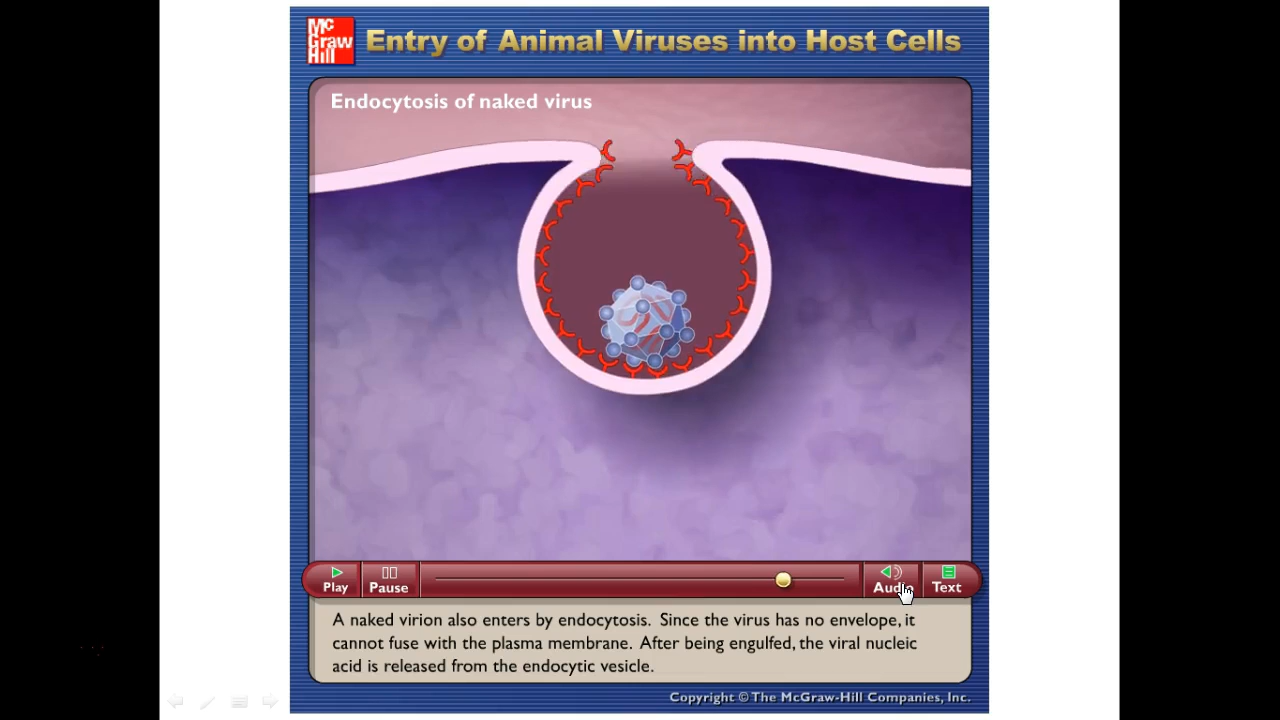 Mc
Graw
Hill
Entry of Animal Viruses into Host Cells
Endocytosis of naked virus
Play
Pause
Audio
Text
A naked virion also enters by endocytosis. Since the virus has no envelope, it
cannot fuse with the plasma membrane. After being engulfed, the viral nucleic
acid is released from the endocytic vesicle.
Copyright © The McGraw-Hill Companies, Inc.